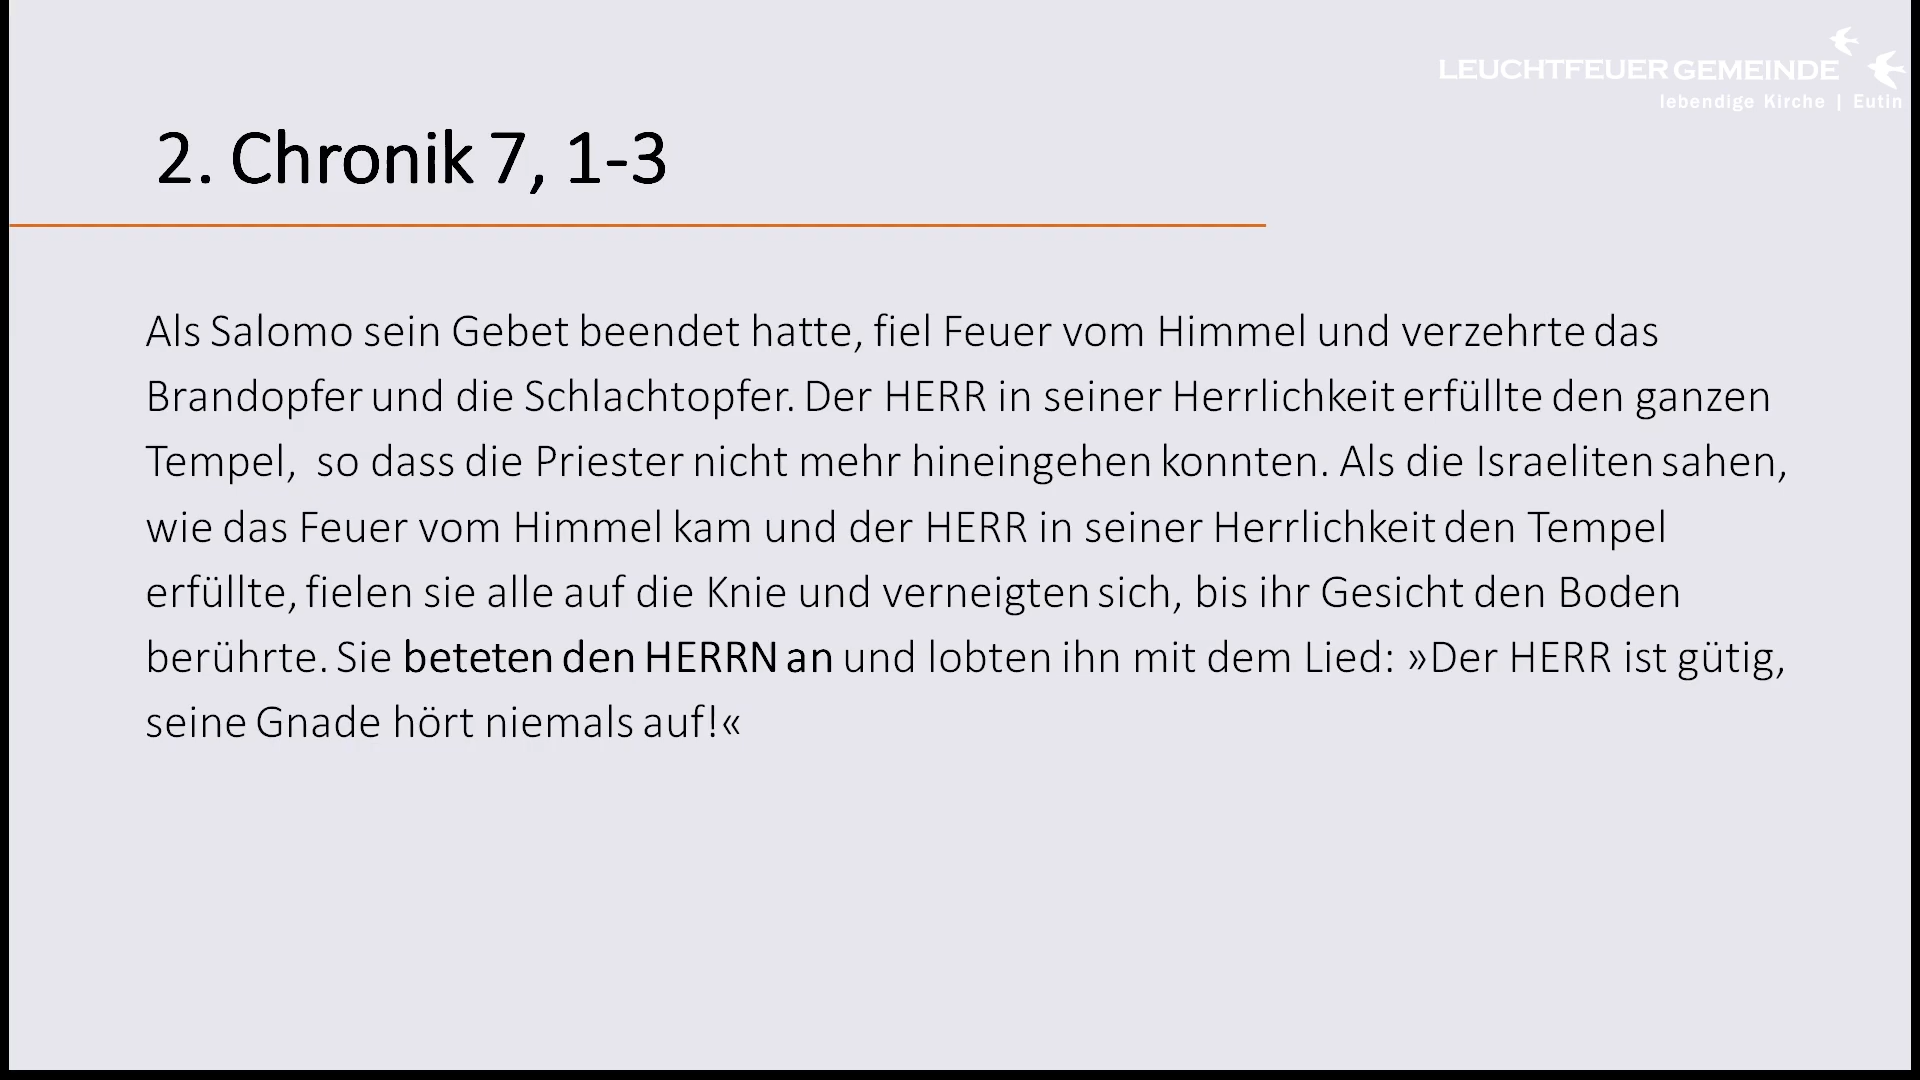 LEUCHTFEUER GEMEINDE
lebendige Kirche | Eutin
2. Chronik 7, 1-3
Als Salomo sein Gebet beendet hatte, fiel Feuer vom Himmel und verzehrte das
Brandopfer und die Schlachtopfer. Der HERR in seiner Herrlichkeit erfüllte den ganzen
Tempel,  so dass die Priester nicht mehr hineingehen konnten. Als die Israeliten sahen,
wie das Feuer vom Himmel kam und der HERR in seiner Herrlichkeit den Tempel
erfüllte, fielen sie alle auf die Knie und verneigten sich, bis ihr Gesicht den Boden
berührte. Sie beteten den HERRN an und lobten ihn mit dem Lied: »Der HERR ist gütig,
seine Gnade hört niemals auf!«